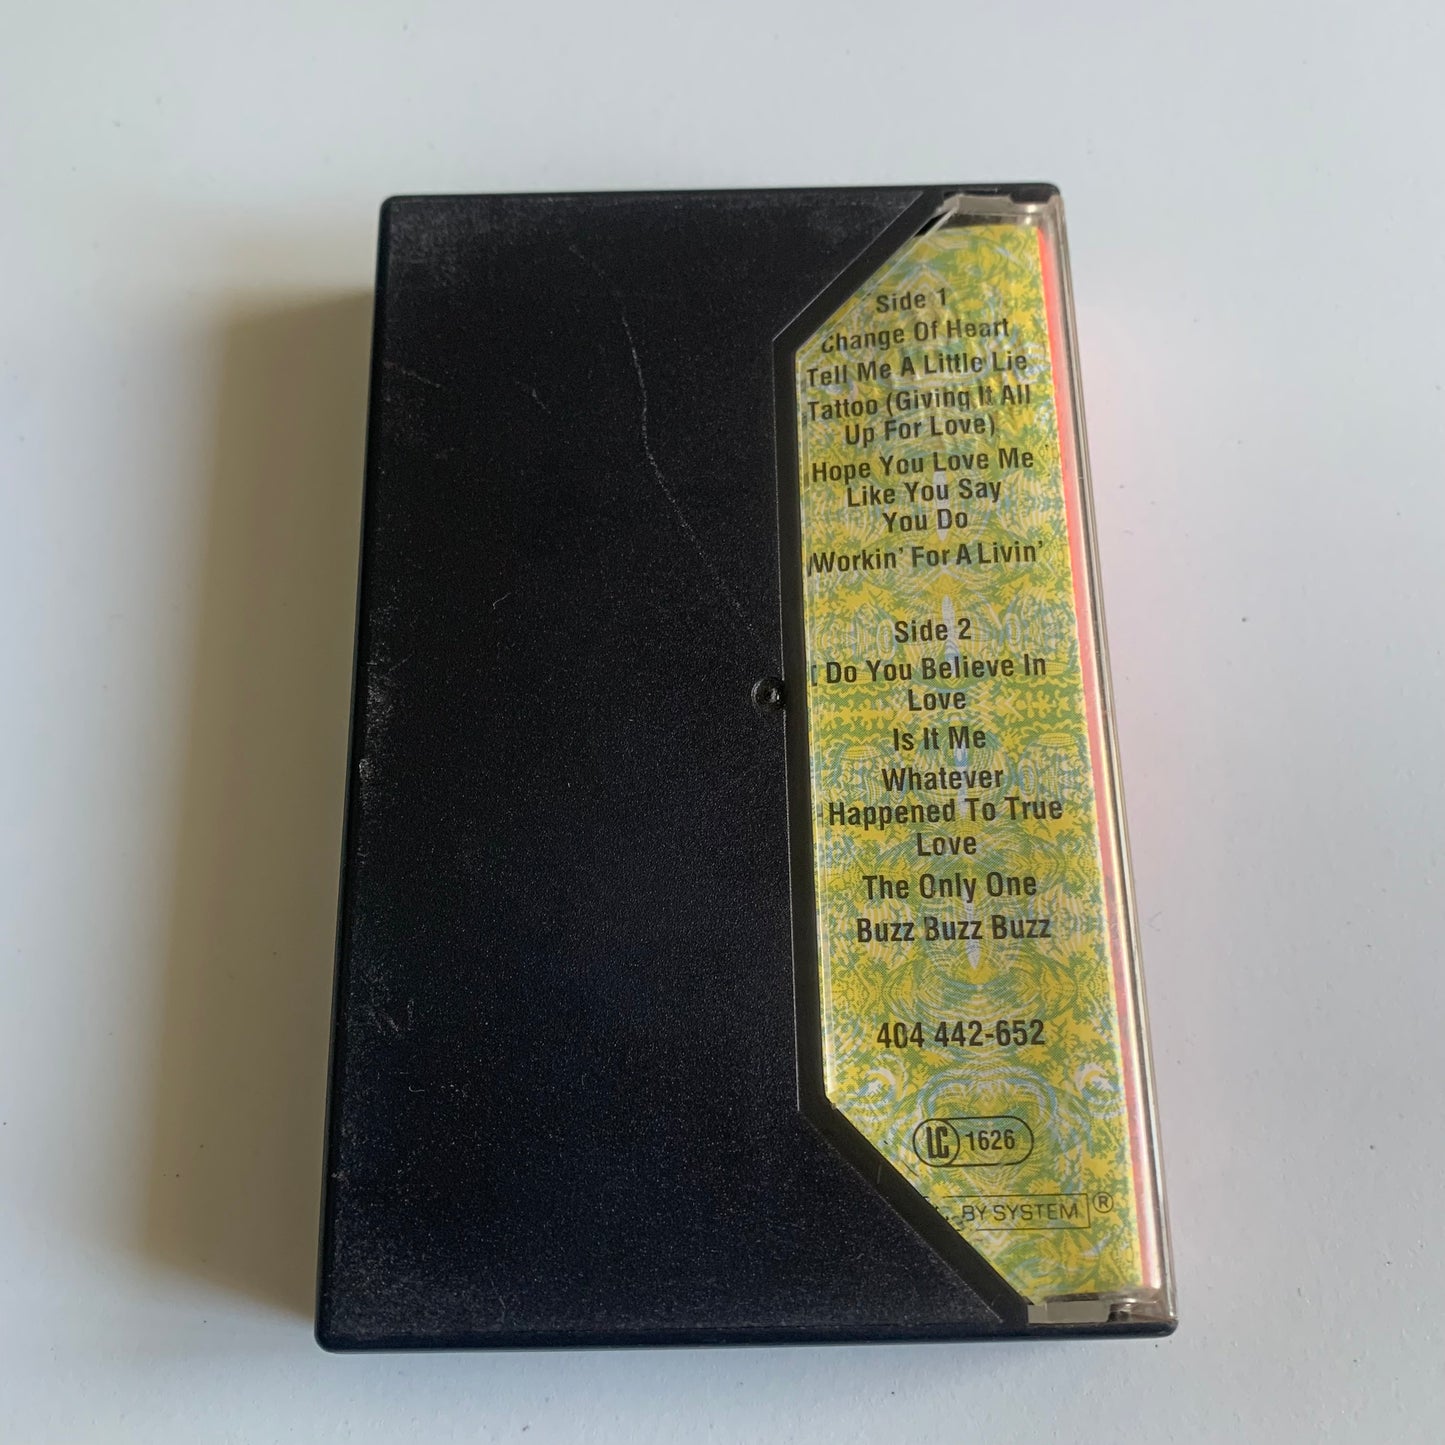 Side 1
Change Of Heart
Tell Me A Little Lie
Tattoo (Giving It All
Up For Love)
Hope You Love Me
Like You Say
You Do
Workin' For A Livin'
Side 2
Do You Believe In
Love
Is It Me
Whatever
Happened To True
Love
The Only One
Buzz Buzz Buzz
404 442-652
LC 1626
BY SYSTEM ®